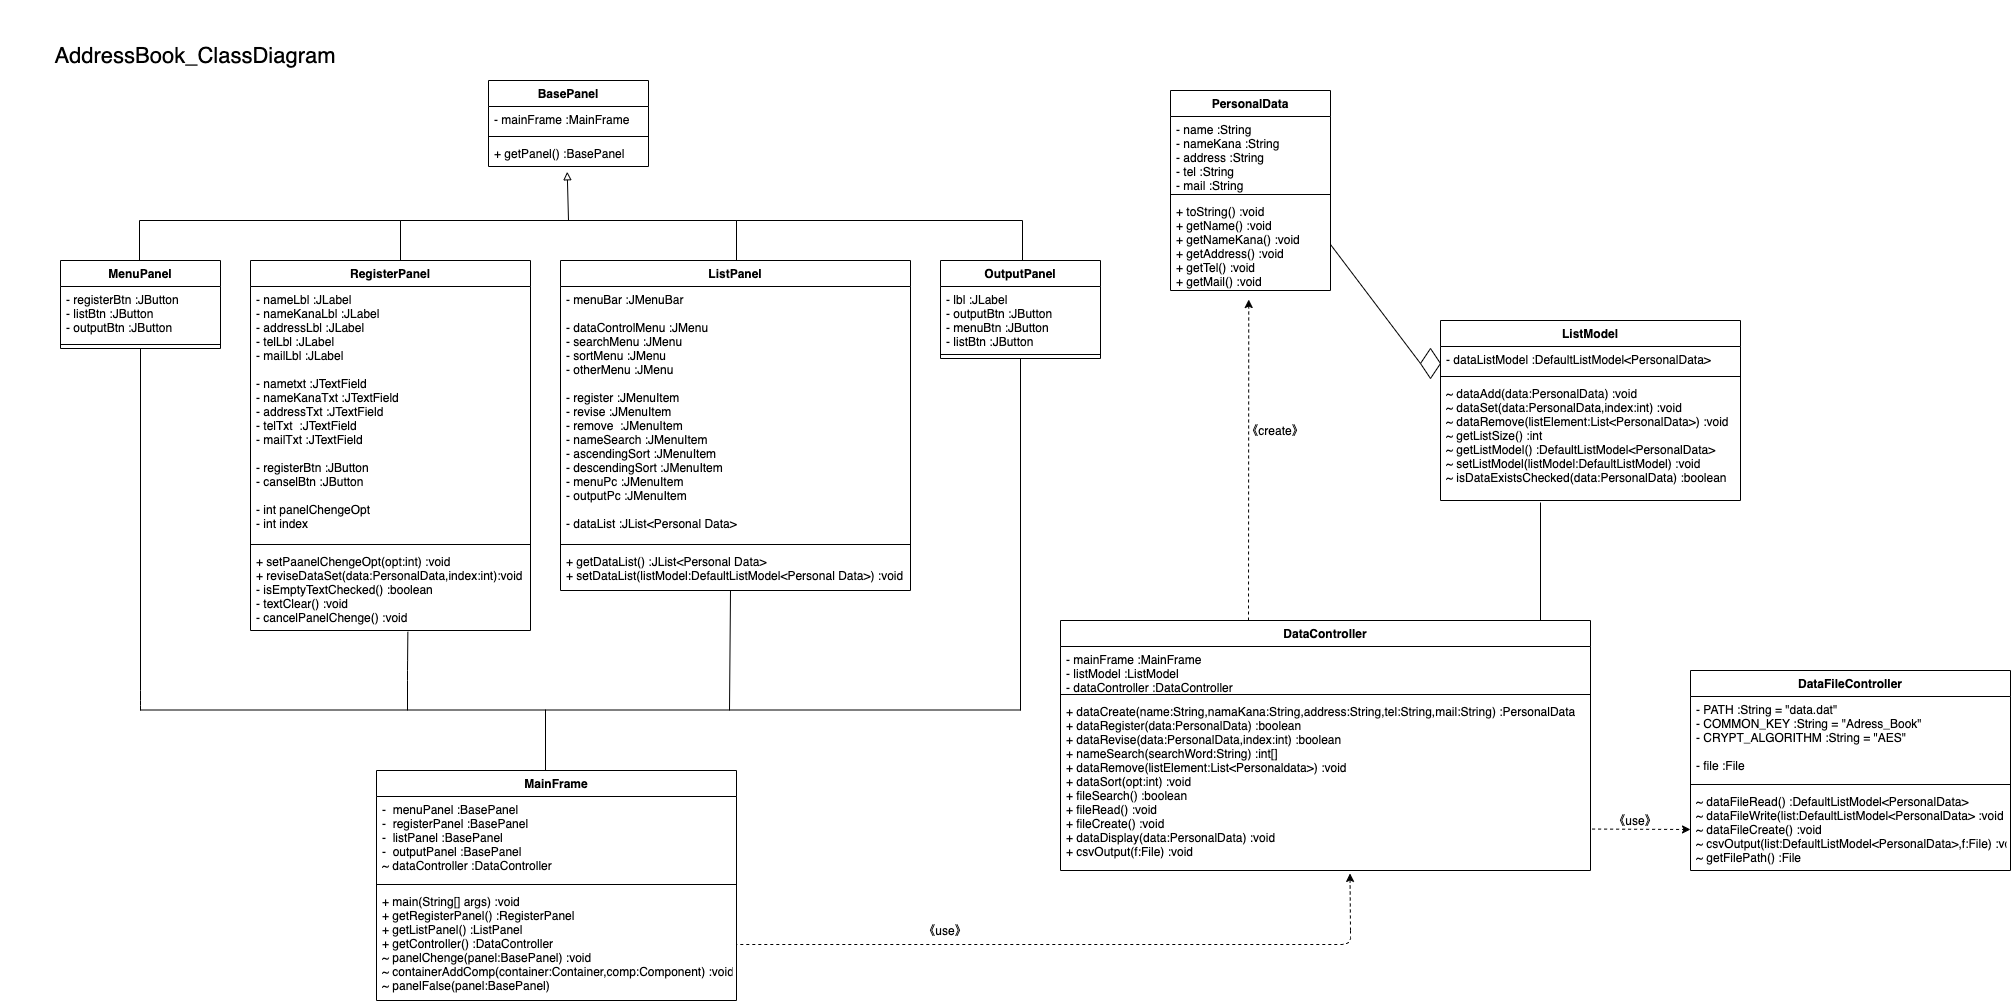 AddressBook_ClassDiagram
BasePanel
- mainFrame :MainFrame
+ getPanel() :BasePanel
PersonalData
- name :String
- nameKana :String
- address :String
- tel :String
- mail :String
+ toString() :void
+ getName() :void
+ getNameKana() :void
+ getAddress() :void
+ getTel() :void
+ getMail() :void
MenuPanel
- registerBtn :JButton
- listBtn :JButton
- outputBtn :JButton
RegisterPanel
- nameLbl :JLabel
- nameKanaLbl :JLabel
- addressLbl :JLabel
- telLbl :JLabel
- mailLbl :JLabel
- nametxt :JTextField
- nameKanaTxt :JTextField
- addressTxt :JTextField
- telTxt  :JTextField
- mailTxt :JTextField
- registerBtn :JButton
- canselBtn :JButton
- int panelChengeOpt
- int index
+ setPaanelChengeOpt(opt:int) :void
+ reviseDataSet(data:PersonalData,index:int):void
- isEmptyTextChecked() :boolean
- textClear() :void
- cancelPanelChenge() :void
ListPanel
- menuBar :JMenuBar
- dataControlMenu :JMenu
- searchMenu :JMenu
- sortMenu :JMenu
- otherMenu :JMenu
- register :JMenuItem
- revise :JMenuItem
- remove  :JMenuItem
- nameSearch :JMenuItem
- ascendingSort :JMenuItem
- descendingSort :JMenuItem
- menuPc :JMenuItem
- outputPc :JMenuItem
- dataList :JList<Personal Data>
+ getDataList() :JList<Personal Data>
+ setDataList(listModel:DefaultListModel<Personal Data>) :void
OutputPanel
- lbl :JLabel
- outputBtn :JButton
- menuBtn :JButton
- listBtn :JButton
ListModel
- dataListModel :DefaultListModel<PersonalData>
~ dataAdd(data:PersonalData) :void
~ dataSet(data:PersonalData,index:int) :void
~ dataRemove(listElement:List<PersonalData>) :void
~ getListSize() :int
~ getListModel() :DefaultListModel<PersonalData>
~ setListModel(listModel:DefaultListModel) :void
~ isDataExistsChecked(data:PersonalData) :boolean
《create》
DataController
- mainFrame :MainFrame
- listModel :ListModel
- dataController :DataController
+ dataCreate(name:String,namaKana:String,address:String,tel:String,mail:String) :PersonalData
+ dataRegister(data:PersonalData) :boolean
+ dataRevise(data:PersonalData,index:int) :boolean
+ nameSearch(searchWord:String) :int[]
+ dataRemove(listElement:List<Personaldata>) :void
+ dataSort(opt:int) :void
+ fileSearch() :boolean
+ fileRead() :void
+ fileCreate() :void
+ dataDisplay(data:PersonalData) :void
+ csvOutput(f:File) :void
《use》
DataFileController
- PATH :String = "data.dat"
- COMMON_KEY :String = "Adress_Book"
- CRYPT_ALGORITHM :String = "AES"
- file :File
~ dataFileRead() :DefaultListModel<PersonalData>
~ dataFileWrite(list:DefaultListModel<PersonalData> :void
~ dataFileCreate() :void
~ csvOutput(list:DefaultListModel<PersonalData>,f:File)
~ getFilePath() :File
MainFrame
-  menuPanel :BasePanel
-  registerPanel :BasePanel
-  listPanel :BasePanel
-  outputPanel :BasePanel
~ dataController :DataController
+ main(String[] args) :void
+ getRegisterPanel() :RegisterPanel
+ getListPanel() :ListPanel
+ getController() :DataController
~ panelChenge(panel:BasePanel) :void
~ containerAddComp(container:Container,comp:Component) :void
~ panelFalse(panel:BasePanel)
《use》